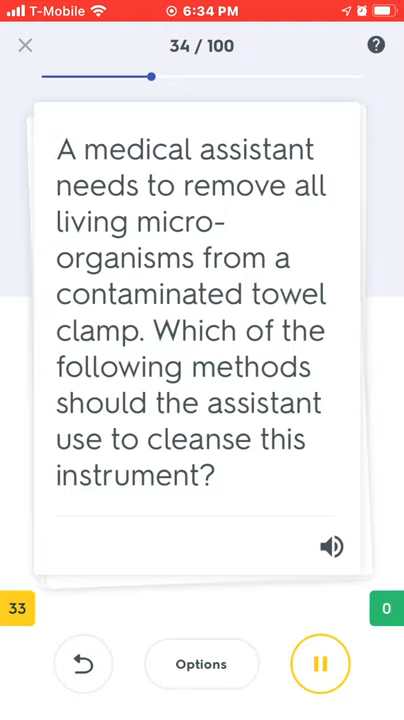 T-Mobile 6:34 PM
34 / 100
A medical assistant
needs to remove all
living micro-
organisms from a
contaminated towel
clamp. Which of the
following methods
should the assistant
use to cleanse this
instrument?
33
0
Options